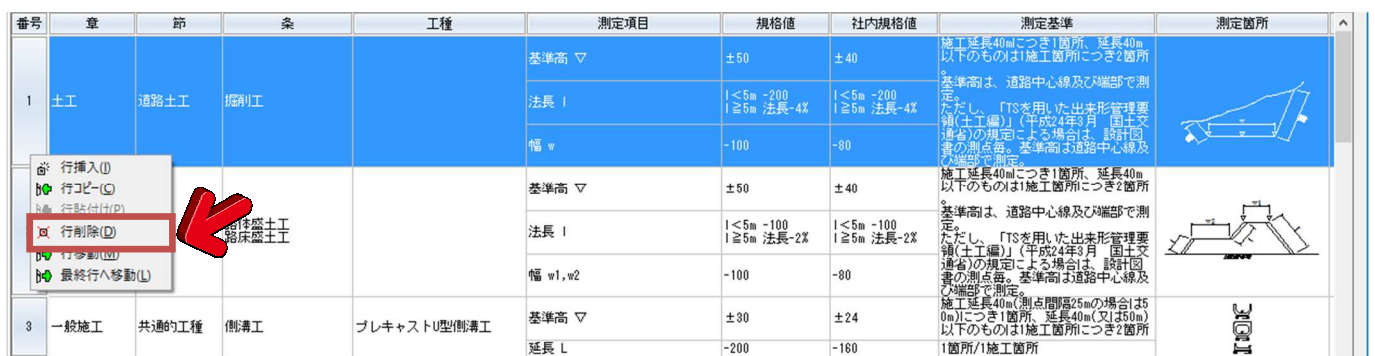 番号 章 節 条 工種 測定項目 規格値 社内規格値 測定基準 測定箇所
1 土工 道路土工 掘削工
基準高 ▽ ±50 ±40
法長 l l<5m -200 l<5m -200
l≧5m 法長-4% l≧5m 法長-4%
幅 w -100 -80
施工延長40mにつき1箇所、延長40m
以下のものは1施工箇所につき2箇所
。
基準高は、道路中心線及び端部で測
定。
ただし、「TSを用いた出来形管理要
領(土工編)」(平成24年3月 国土交
通省)の規定による場合は、設計図
書の測点毎。基準高は道路中心線及
び端部で測定。
行挿入(I)
行コピー(C)
行貼付け(P)
行削除(D)
行移動(M)
最終行へ移動(L)
路体盛土工
路床盛土工
基準高 ▽ ±50 ±40
法長 l l<5m -100 l<5m -100
l≧5m 法長-2% l≧5m 法長-2%
幅 w1,w2 -100 -80
施工延長40mにつき1箇所、延長40m
以下のものは1施工箇所につき2箇所
。
基準高は、道路中心線及び端部で測
定。
ただし、「TSを用いた出来形管理要
領(土工編)」(平成24年3月 国土交
通省)の規定による場合は、設計図
書の測点毎。基準高は道路中心線及
び端部で測定。
3 一般施工 共通的工種 側溝工 プレキャストU型側溝工
基準高 ▽ ±30 ±24
施工延長40m(測点間隔25mの場合は5
0m)につき1箇所、延長40m(又は50m)
以下のものは1施工箇所につき2箇所
延長 L -200 -160 1箇所/1施工箇所